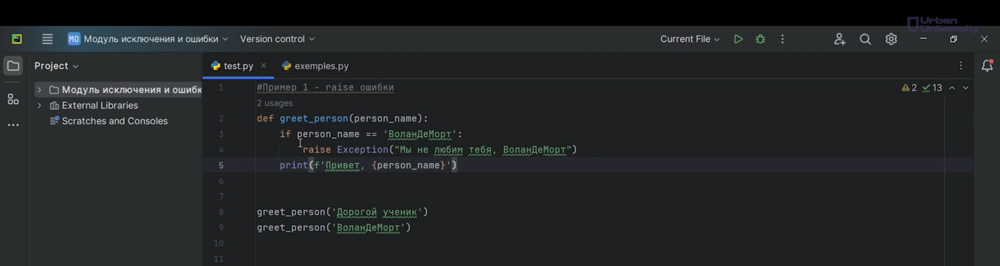 Urban
University
MO Модуль исключения и ошибки Version control Current File
Project test.py exemples.py
Модуль исключения и ошибк
External Libraries
Scratches and Consoles
2 13
1 #Пример 1 - raise ошибки
2 usages
2 def greet_person(person_name):
3 if person_name == 'ВоланДеМорт':
4 raise Exception("Мы не любим тебя, ВоланДеМорт")
5 print(f'Привет, {person_name}')
6
7
8 greet_person('Дорогой ученик')
9 greet_person('ВоланДеМорт')
10
11